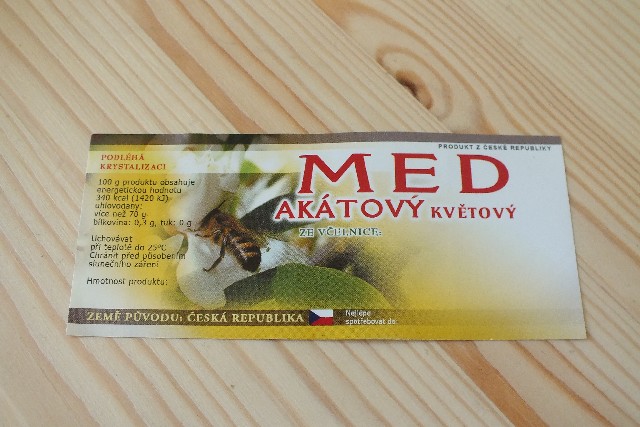 PRODUKT Z ČESKÉ REPUBLIKY
MED
AKÁTOVÝ KVĚTOVÝ
ZE VČELNICE:
PODLÉHÁ
KRYSTALIZACI
100 g produktu obsahuje
energetickou hodnotu
340 kcal (1420 kJ)
uhlovodany:
více než 70 g
bílkovina: 0,3 g, tuk: 0 g
Uchovávat
při teplotě do 25°C
Chránit před působením
slunečního záření
Hmotnost produktu:
ZEMĚ PŮVODU: ČESKÁ REPUBLIKA
Nejlépe
spotřebovat do: